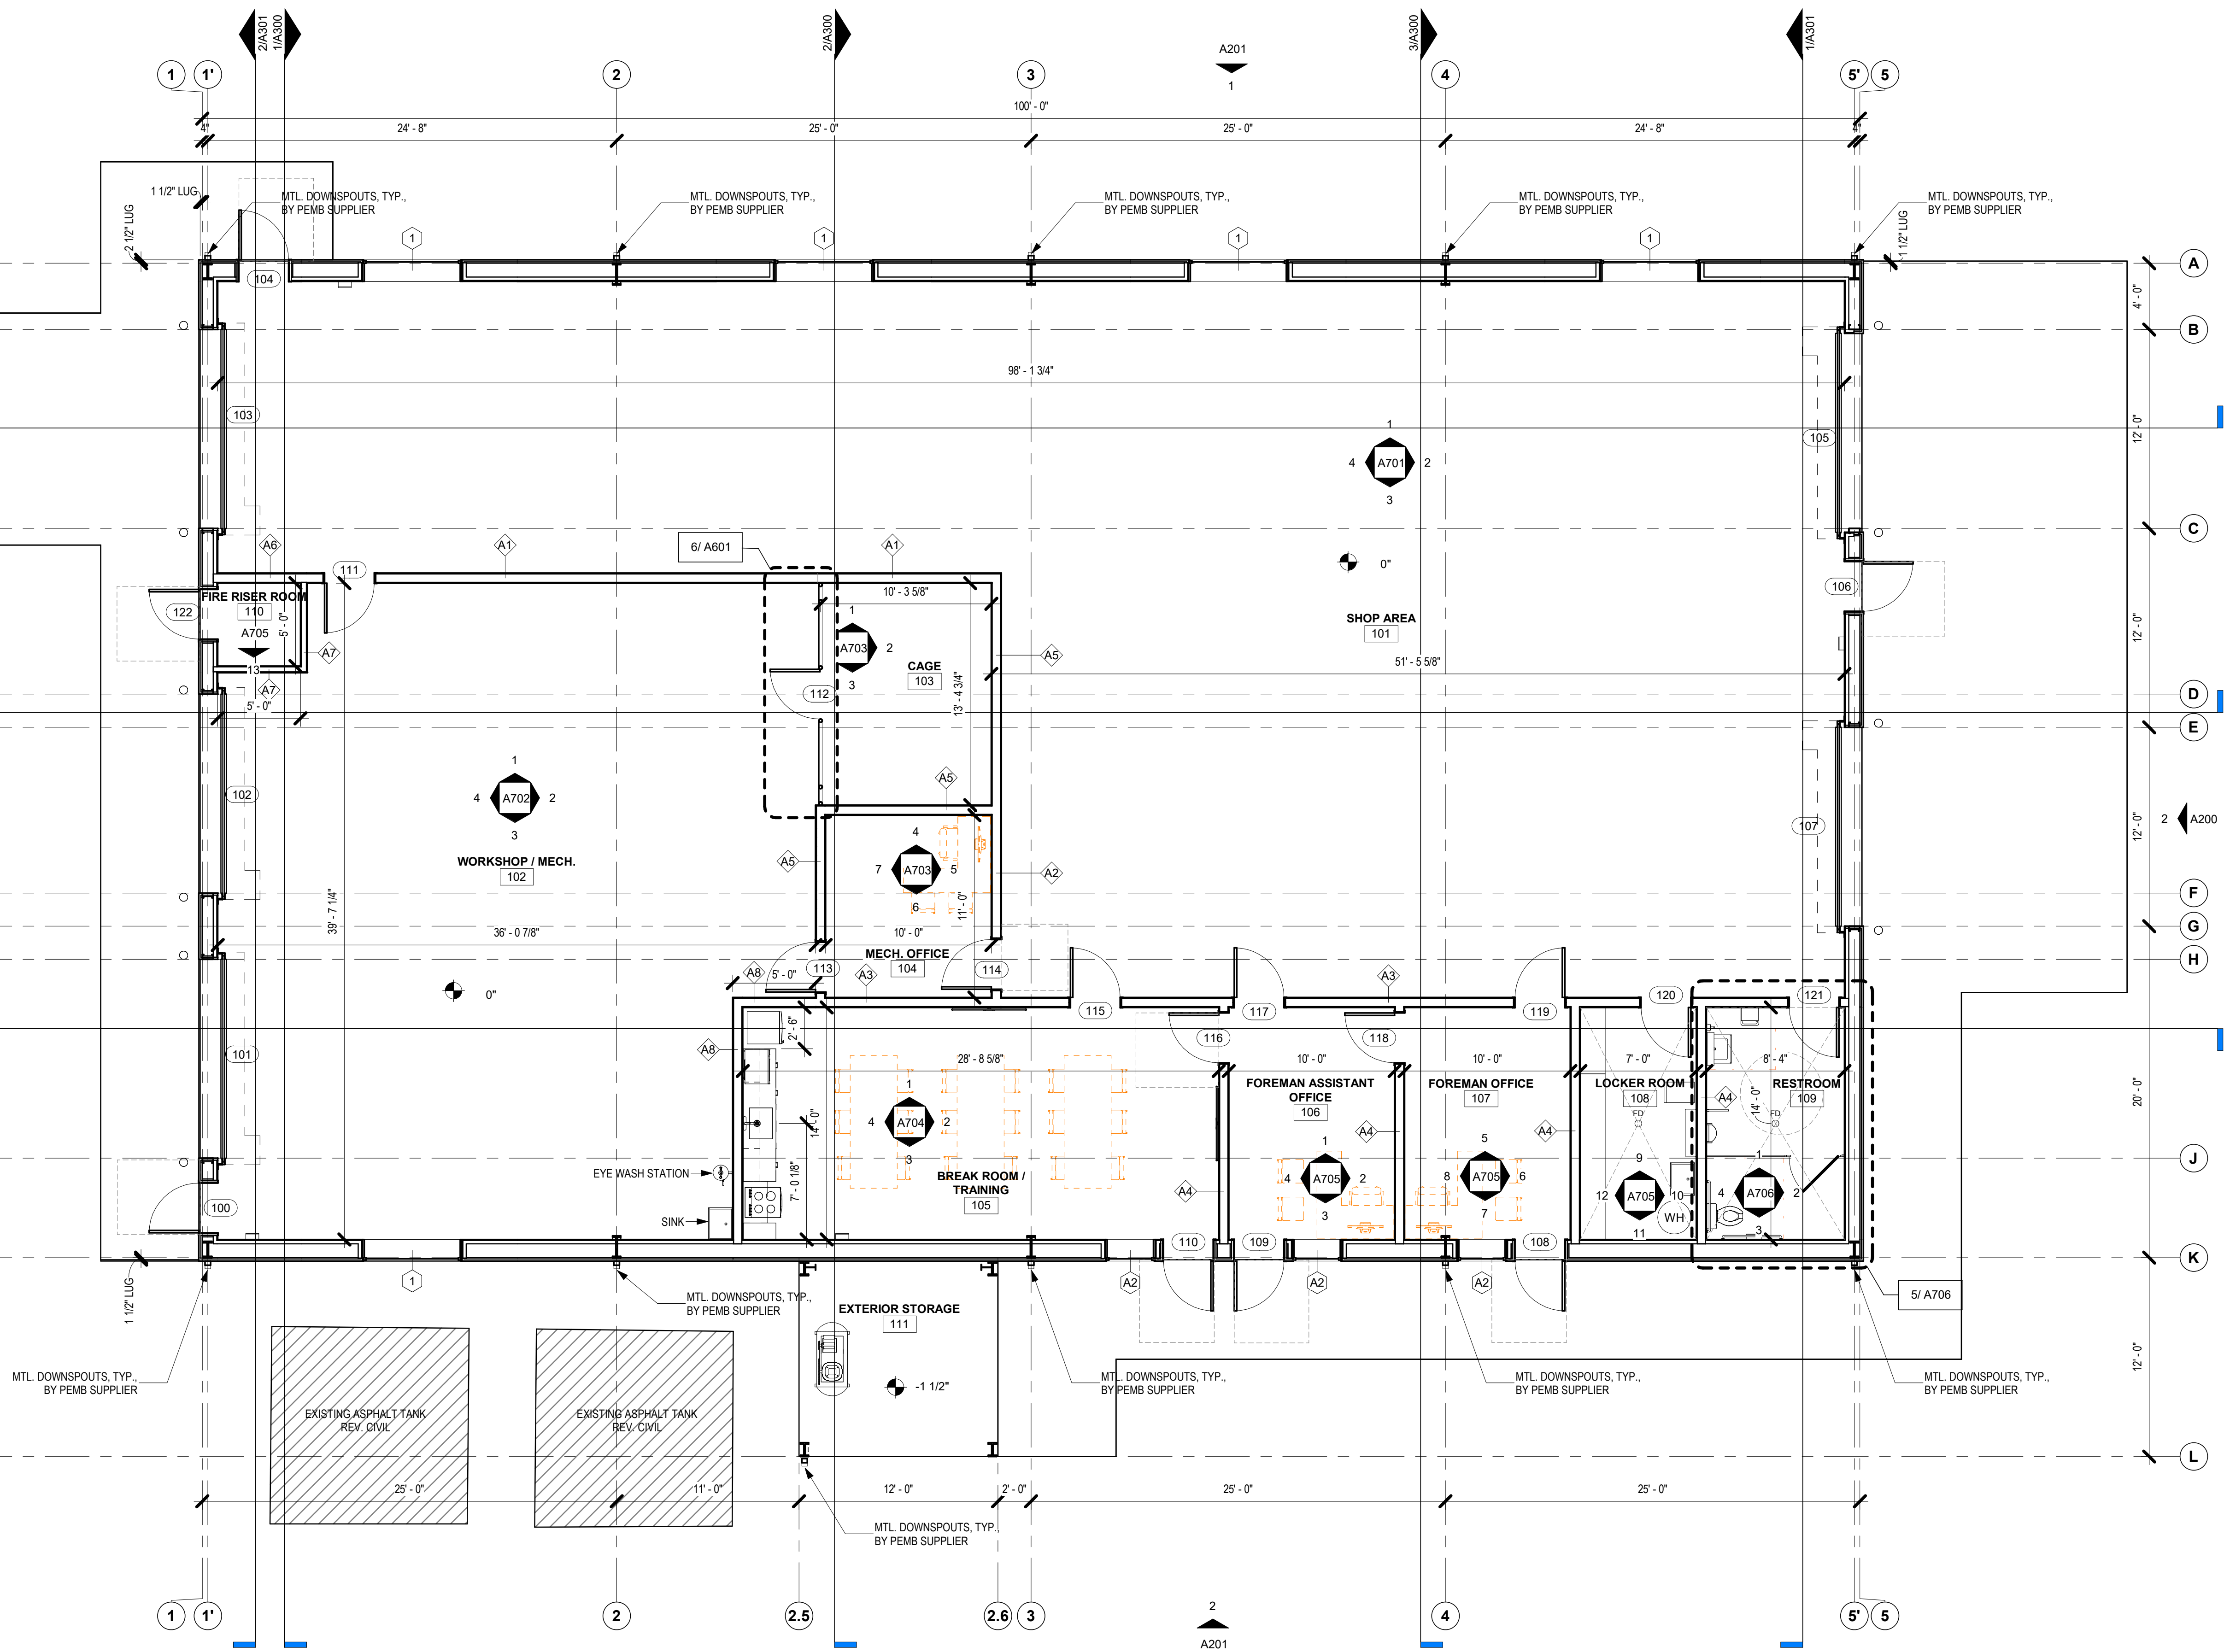 2/A301
1/A300
2/A300
3/A300
1/A301
A201
1
1
1'
2
3
4
5'
5
100' - 0"
4"
24' - 8"
25' - 0"
25' - 0"
24' - 8"
4"
1 1/2" LUG
2 1/2" LUG
MTL. DOWNSPOUTS, TYP.,
BY PEMB SUPPLIER
MTL. DOWNSPOUTS, TYP.,
BY PEMB SUPPLIER
MTL. DOWNSPOUTS, TYP.,
BY PEMB SUPPLIER
MTL. DOWNSPOUTS, TYP.,
BY PEMB SUPPLIER
MTL. DOWNSPOUTS, TYP.,
BY PEMB SUPPLIER
1 1/2" LUG
1
1
1
1
A
104
4' - 0"
B
98' - 1 3/4"
103
105
12' - 0"
1
4
A701
2
3
C
A6
111
A1
6/ A601
A1
0"
FIRE RISER ROOM
110
122
A705
13
5' - 0"
A7
A7
5' - 0"
10' - 3 5/8"
1
A703
2
3
CAGE
103
112
13' - 4 3/4"
A5
SHOP AREA
101
51' - 5 5/8"
106
12' - 0"
D
E
102
1
4
A702
2
3
WORKSHOP / MECH.
102
A5
A5
4
7
A703
5
6
A2
107
12' - 0"
2
A200
F
39' - 7 1/4"
36' - 0 7/8"
10' - 0"
11' - 0"
MECH. OFFICE
104
G
H
0"
A8
5' - 0"
113
A3
114
A3
115
117
119
120
121
101
A8
2' - 6"
28' - 8 5/8"
116
10' - 0"
118
10' - 0"
7' - 0"
8' - 4"
FOREMAN ASSISTANT
OFFICE
106
FOREMAN OFFICE
107
LOCKER ROOM
108
RESTROOM
109
FD
A4
14' - 0"
FD
20' - 0"
1
4
A704
2
3
14' - 0"
7' - 0 1/8"
BREAK ROOM /
TRAINING
105
A4
A4
A4
J
EYE WASH STATION
SINK
1
4
A705
2
3
5
8
A705
6
7
9
12
A705
10
11
WH
1
4
A706
2
3
100
110
109
108
K
1
A2
A2
A2
1 1/2" LUG
MTL. DOWNSPOUTS, TYP.,
BY PEMB SUPPLIER
EXTERIOR STORAGE
111
5/ A706
-1 1/2"
MTL. DOWNSPOUTS, TYP.,
BY PEMB SUPPLIER
MTL. DOWNSPOUTS, TYP.,
BY PEMB SUPPLIER
MTL. DOWNSPOUTS, TYP.,
BY PEMB SUPPLIER
MTL. DOWNSPOUTS, TYP.,
BY PEMB SUPPLIER
12' - 0"
EXISTING ASPHALT TANK
REV. CIVIL
EXISTING ASPHALT TANK
REV. CIVIL
L
25' - 0"
11' - 0"
12' - 0"
2' - 0"
25' - 0"
25' - 0"
MTL. DOWNSPOUTS, TYP.,
BY PEMB SUPPLIER
1
1'
2
2.5
2.6
3
4
5'
5
2
A201